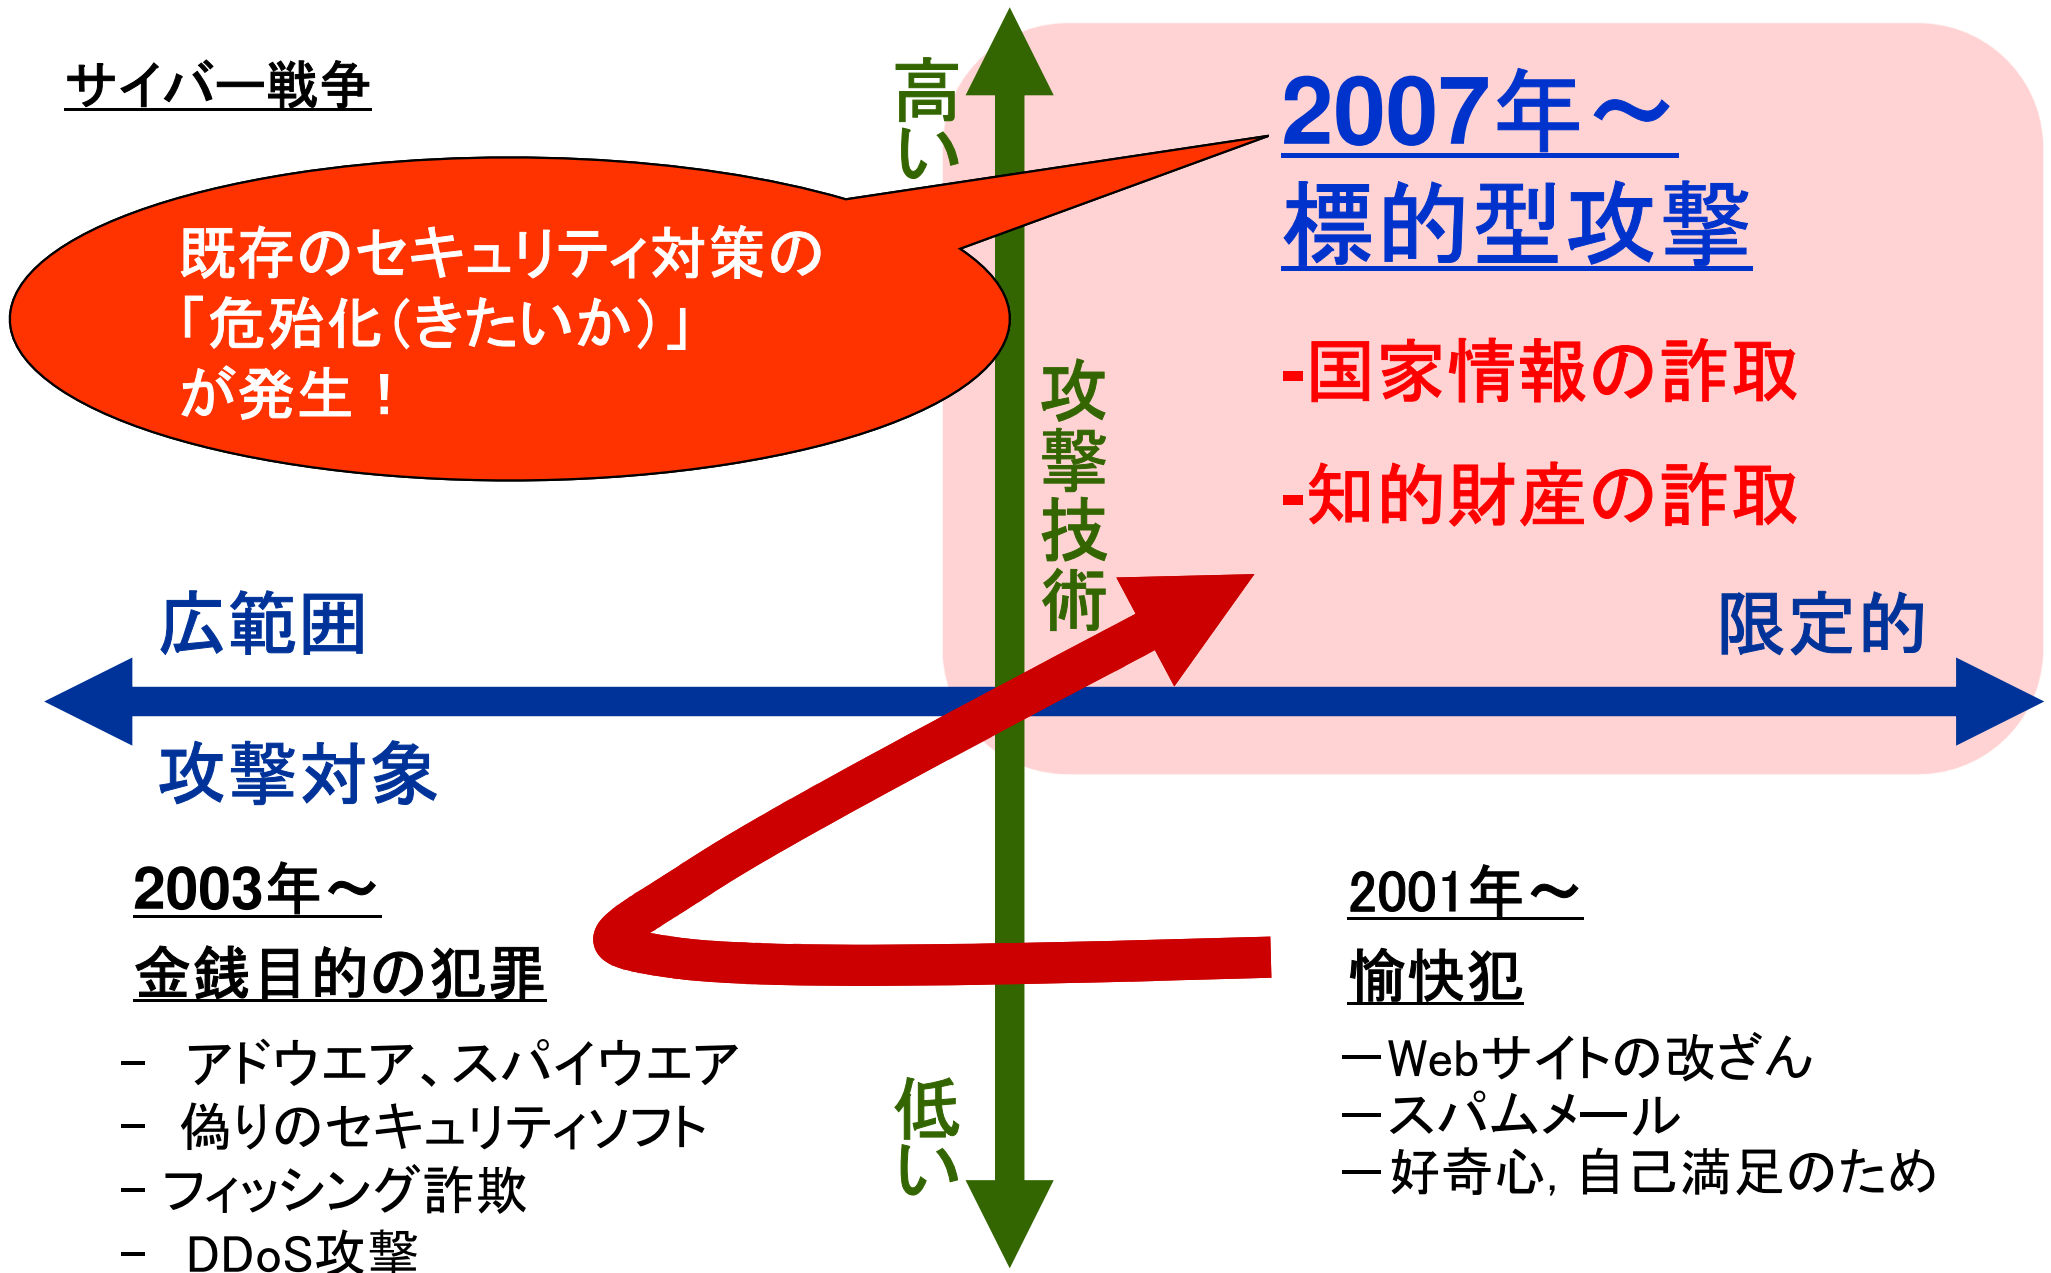 サイバー戦争
高い
2007年～
標的型攻撃
既存のセキュリティ対策の
「危殆化（きたいか）」
が発生！
-国家情報の詐取
-知的財産の詐取
攻撃技術
広範囲
限定的
攻撃対象
2003年～
金銭目的の犯罪
- アドウエア、スパイウエア
- 偽りのセキュリティソフト
- フィッシング詐欺
- DDoS攻撃
低い
2001年～
愉快犯
－Webサイトの改ざん
－スパムメール
－好奇心，自己満足のため